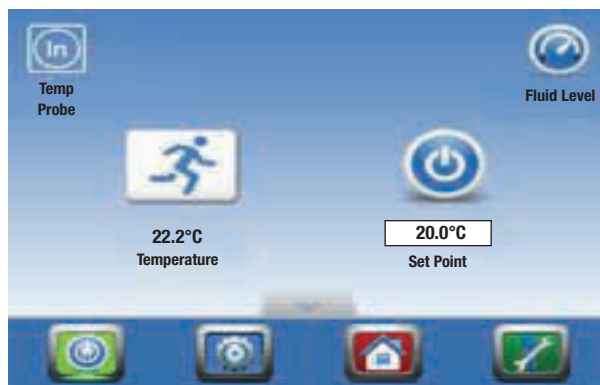 In
Temp
Probe
Fluid Level
22.2°C
Temperature
20.0°C
Set Point